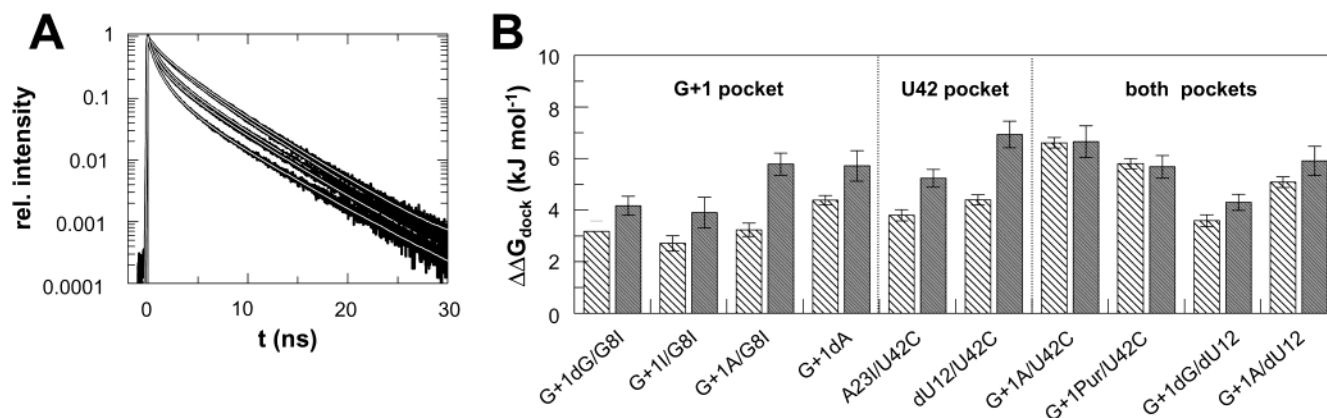 A
rel. intensity
1
0.1
0.01
0.001
0.0001
0
10
20
30
t (ns)
B
ΔΔG_dock (kJ mol⁻¹)
10
8
6
4
2
0
G+1 pocket
U42 pocket
both pockets
G+1dG/G8I
G+1I/G8I
G+1A/G8I
G+1dA
A23I/U42C
dU12/U42C
G+1A/U42C
G+1Pur/U42C
G+1dG/dU12
G+1A/dU12